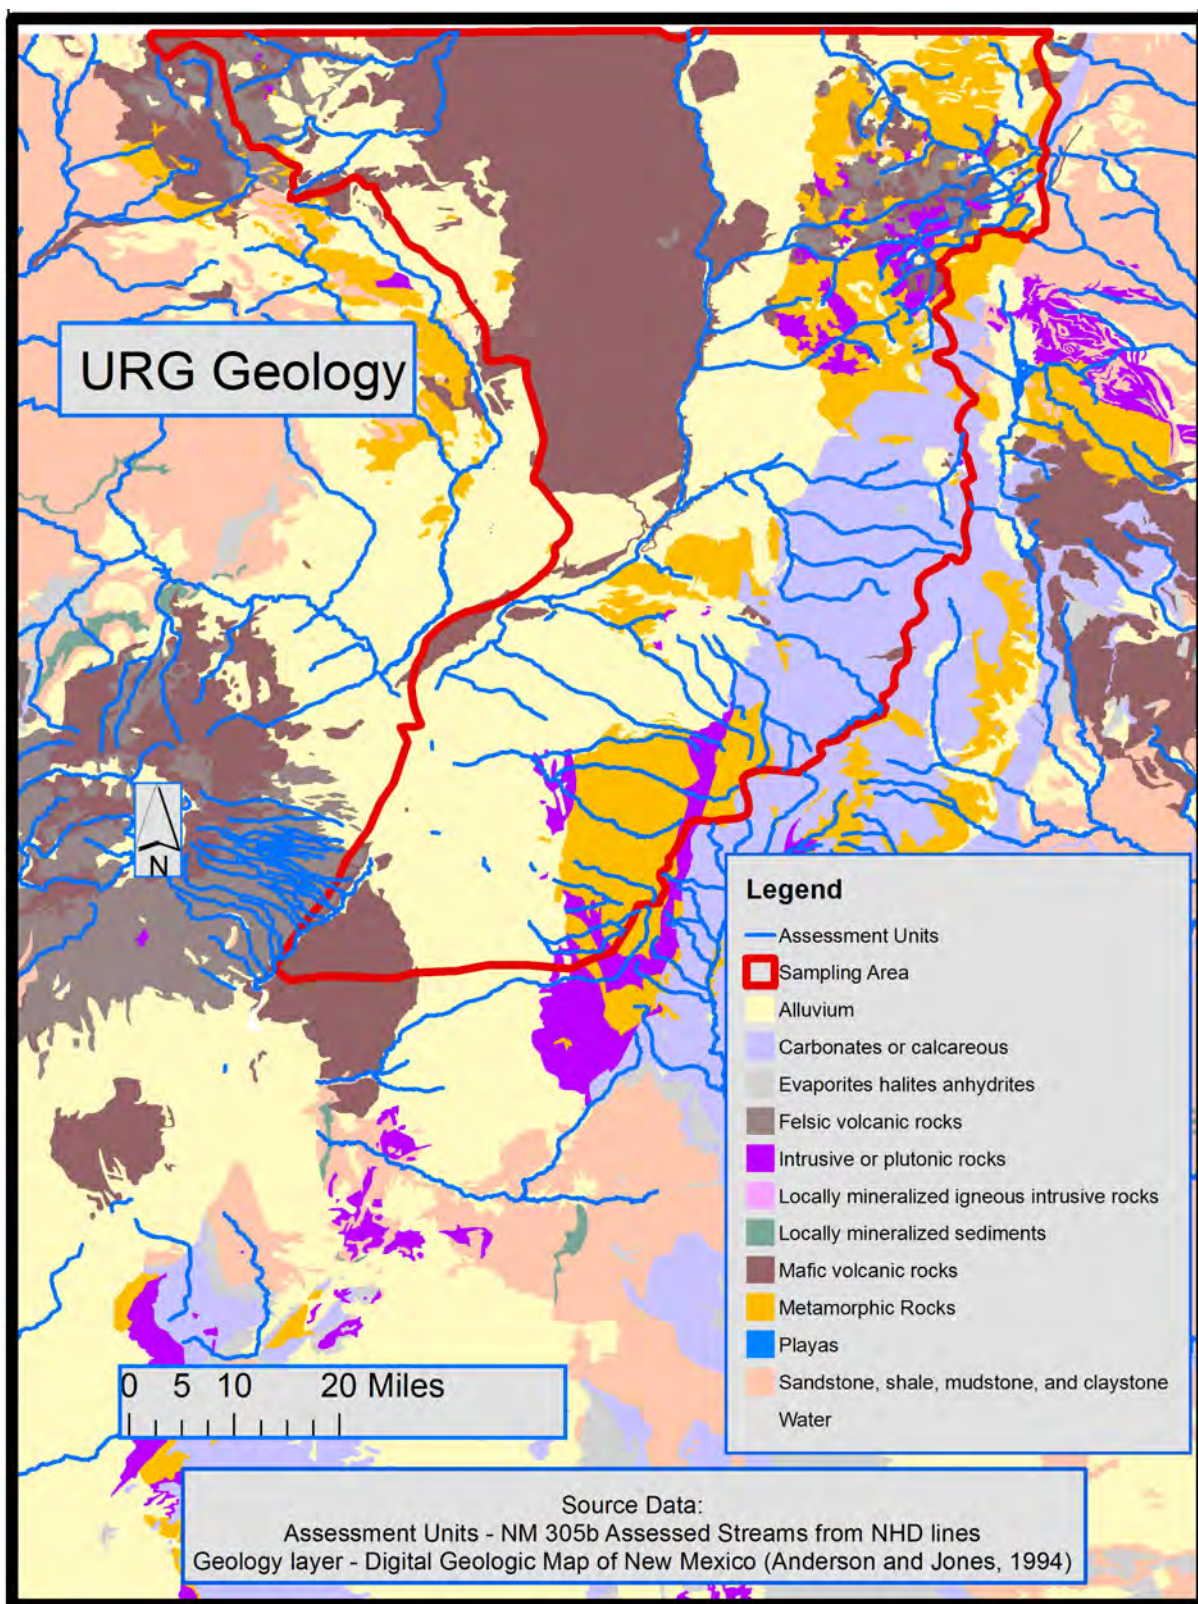 URG Geology
N
Legend
Assessment Units
Sampling Area
Alluvium
Carbonates or calcareous
Evaporites halites anhydrites
Felsic volcanic rocks
Intrusive or plutonic rocks
Locally mineralized igneous intrusive rocks
Locally mineralized sediments
Mafic volcanic rocks
Metamorphic Rocks
Playas
Sandstone, shale, mudstone, and claystone
Water
0 5 10 20 Miles
Source Data:
Assessment Units - NM 305b Assessed Streams from NHD lines
Geology layer - Digital Geologic Map of New Mexico (Anderson and Jones, 1994)